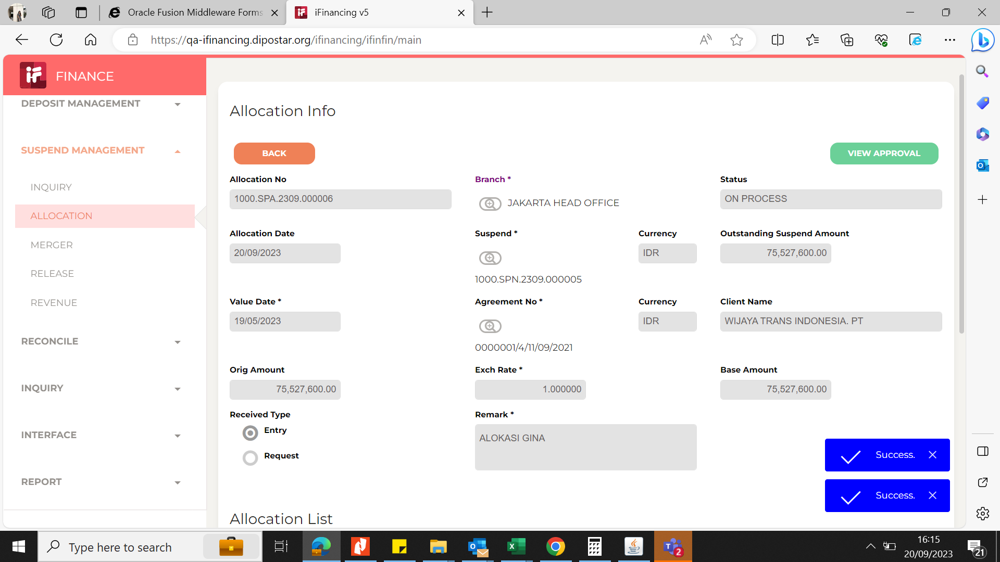 Oracle Fusion Middleware Forms
iFinancing v5
https://qa-ifinancing.dipostar.org/ifinancing/ifinfin/main
iF FINANCE
DEPOSIT MANAGEMENT
SUSPEND MANAGEMENT
INQUIRY
ALLOCATION
MERGER
RELEASE
REVENUE
RECONCILE
INQUIRY
INTERFACE
REPORT
Allocation Info
BACK
VIEW APPROVAL
Allocation No
1000.SPA.2309.000006
Branch *
JAKARTA HEAD OFFICE
Status
ON PROCESS
Allocation Date
20/09/2023
Suspend *
1000.SPN.2309.000005
Currency
IDR
Outstanding Suspend Amount
75,527,600.00
Value Date *
19/05/2023
Agreement No *
0000001/4/11/09/2021
Currency
IDR
Client Name
WIJAYA TRANS INDONESIA. PT
Orig Amount
75,527,600.00
Exch Rate *
1.000000
Base Amount
75,527,600.00
Received Type
Entry
Request
Remark *
ALOKASI GINA
Success.
Success.
Allocation List
Type here to search
2
16:15
20/09/2023
21